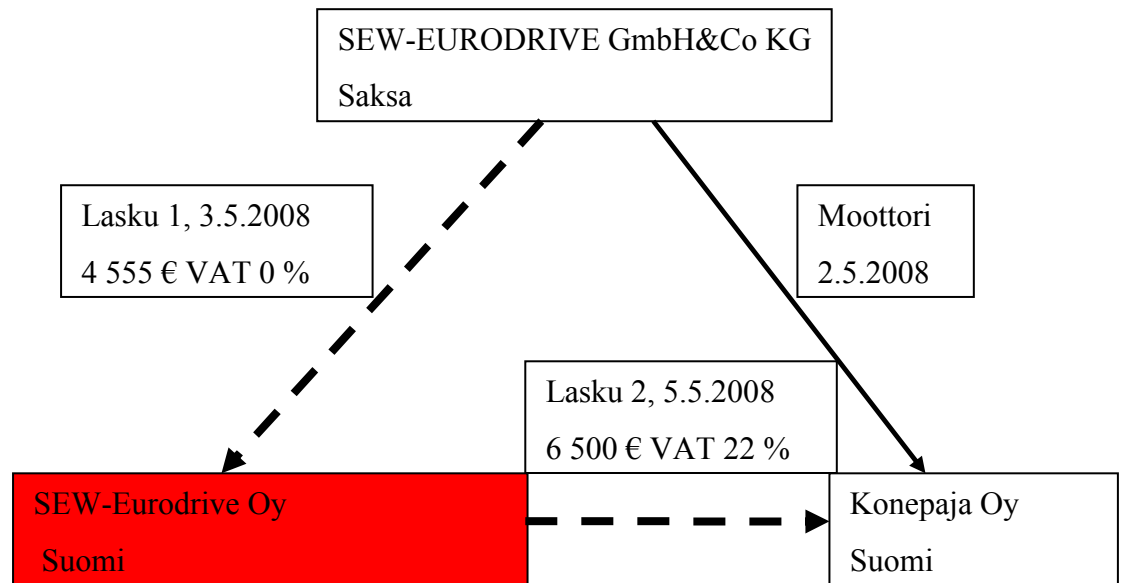 SEW-EURODRIVE GmbH&Co KG
Saksa
Lasku 1, 3.5.2008
4 555 € VAT 0 %
Moottori
2.5.2008
Lasku 2, 5.5.2008
6 500 € VAT 22 %
SEW-Eurodrive Oy
Suomi
Konepaja Oy
Suomi